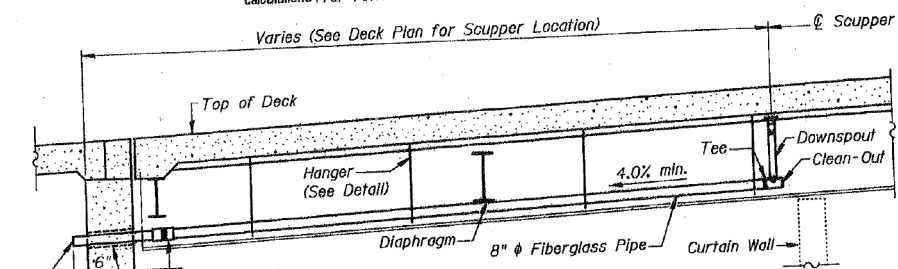 Varies (See Deck Plan for Scupper Location)
℄ Scupper
Top of Deck
Hanger
(See Detail)
Tee
4.0% min.
Downspout
Clean-Out
Diaphragm
8" ϕ Fiberglass Pipe
Curtain Wall
6"